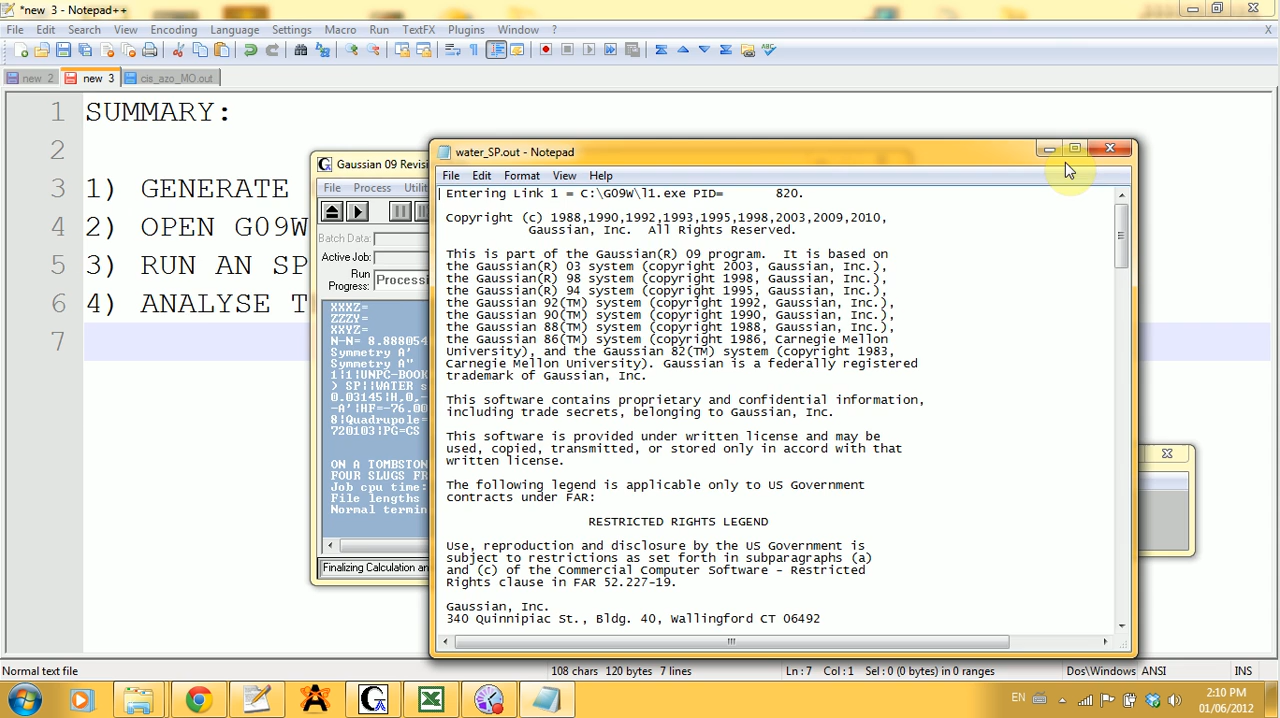 *new  3 - Notepad++
File Edit Search View Encoding Language Settings Macro Run TextFX Plugins Window ?
X
new  2 new  3 cis_azo_MO.out
1 SUMMARY:
2
3 1) GENERATE
4 2) OPEN G09W
5 3) RUN AN SP
6 4) ANALYSE T
7
Gaussian 09 Revisi
File Process Utilit
Batch Data:
Active Job:
Run Progress: Processi
XXXZ=
ZZZY=
XXYZ=
N-N= 8.888054
Symmetry A'
Symmetry A"
1|1|UNPC-BOOK
> SP||WATER s
0.03145|H,0,-
-A'|HF=-76.00
8|Quadrupole=
720103|PG=CS
ON A TOMBSTON
FOUR SLUGS FR
Job cpu time:
File lengths
Normal termin
Finalizing Calculation an
water_SP.out - Notepad
File Edit Format View Help
Entering Link 1 = C:\G09W\l1.exe PID=       820.
Copyright (c) 1988,1990,1992,1993,1995,1998,2003,2009,2010,
Gaussian, Inc.  All Rights Reserved.
This is part of the Gaussian(R) 09 program.  It is based on
the Gaussian(R) 03 system (copyright 2003, Gaussian, Inc.),
the Gaussian(R) 98 system (copyright 1998, Gaussian, Inc.),
the Gaussian(R) 94 system (copyright 1995, Gaussian, Inc.),
the Gaussian 92(TM) system (copyright 1992, Gaussian, Inc.),
the Gaussian 90(TM) system (copyright 1990, Gaussian, Inc.),
the Gaussian 88(TM) system (copyright 1988, Gaussian, Inc.),
the Gaussian 86(TM) system (copyright 1986, Carnegie Mellon
University), and the Gaussian 82(TM) system (copyright 1983,
Carnegie Mellon University). Gaussian is a federally registered
trademark of Gaussian, Inc.
This software contains proprietary and confidential information,
including trade secrets, belonging to Gaussian, Inc.
This software is provided under written license and may be
used, copied, transmitted, or stored only in accord with that
written license.
The following legend is applicable only to US Government
contracts under FAR:
RESTRICTED RIGHTS LEGEND
Use, reproduction and disclosure by the US Government is
subject to restrictions as set forth in subparagraphs (a)
and (c) of the Commercial Computer Software - Restricted
Rights clause in FAR 52.227-19.
Gaussian, Inc.
340 Quinnipiac St., Bldg. 40, Wallingford CT 06492
Normal text file 108 chars  120 bytes  7 lines Ln : 7   Col : 1   Sel : 0 (0 bytes) in 0 ranges Dos\Windows ANSI INS
EN 2:10 PM
01/06/2012